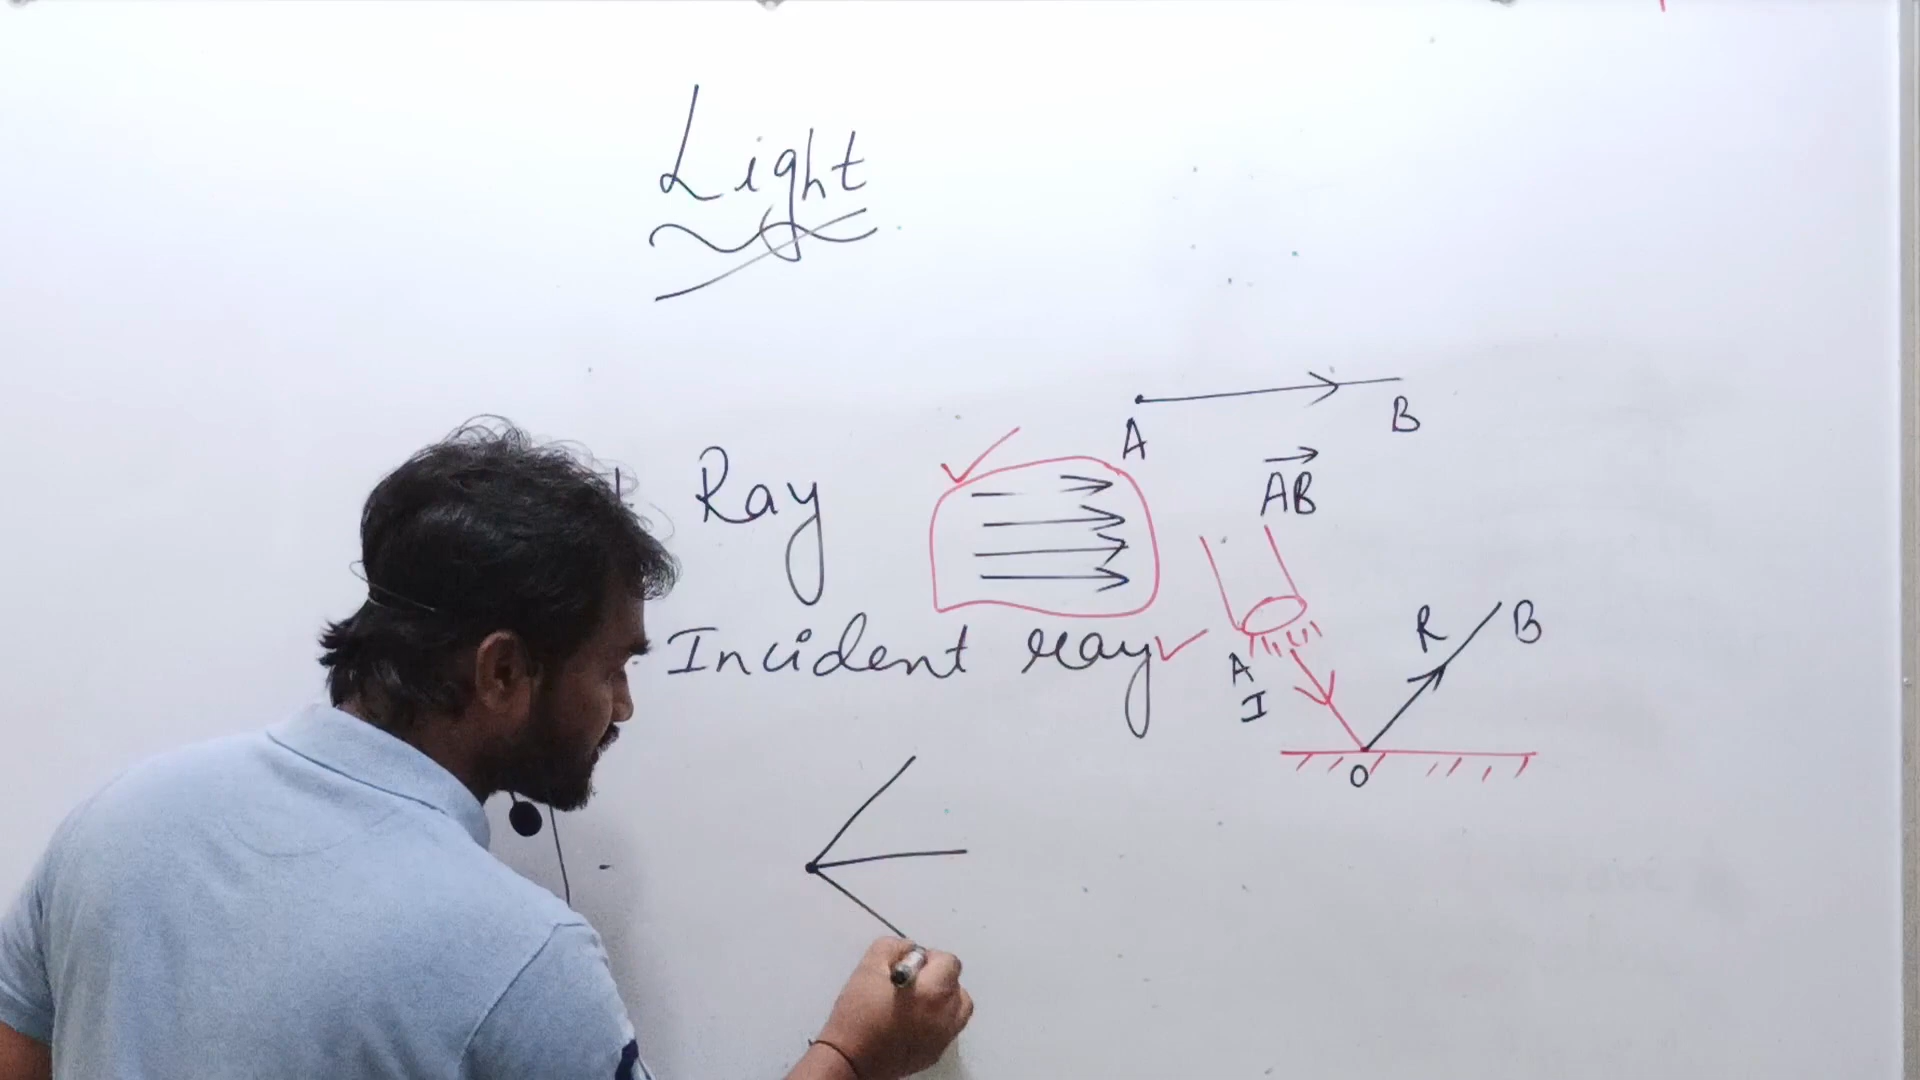 Light
A B
AB
Ray
Incident ray
A
I
R B
O